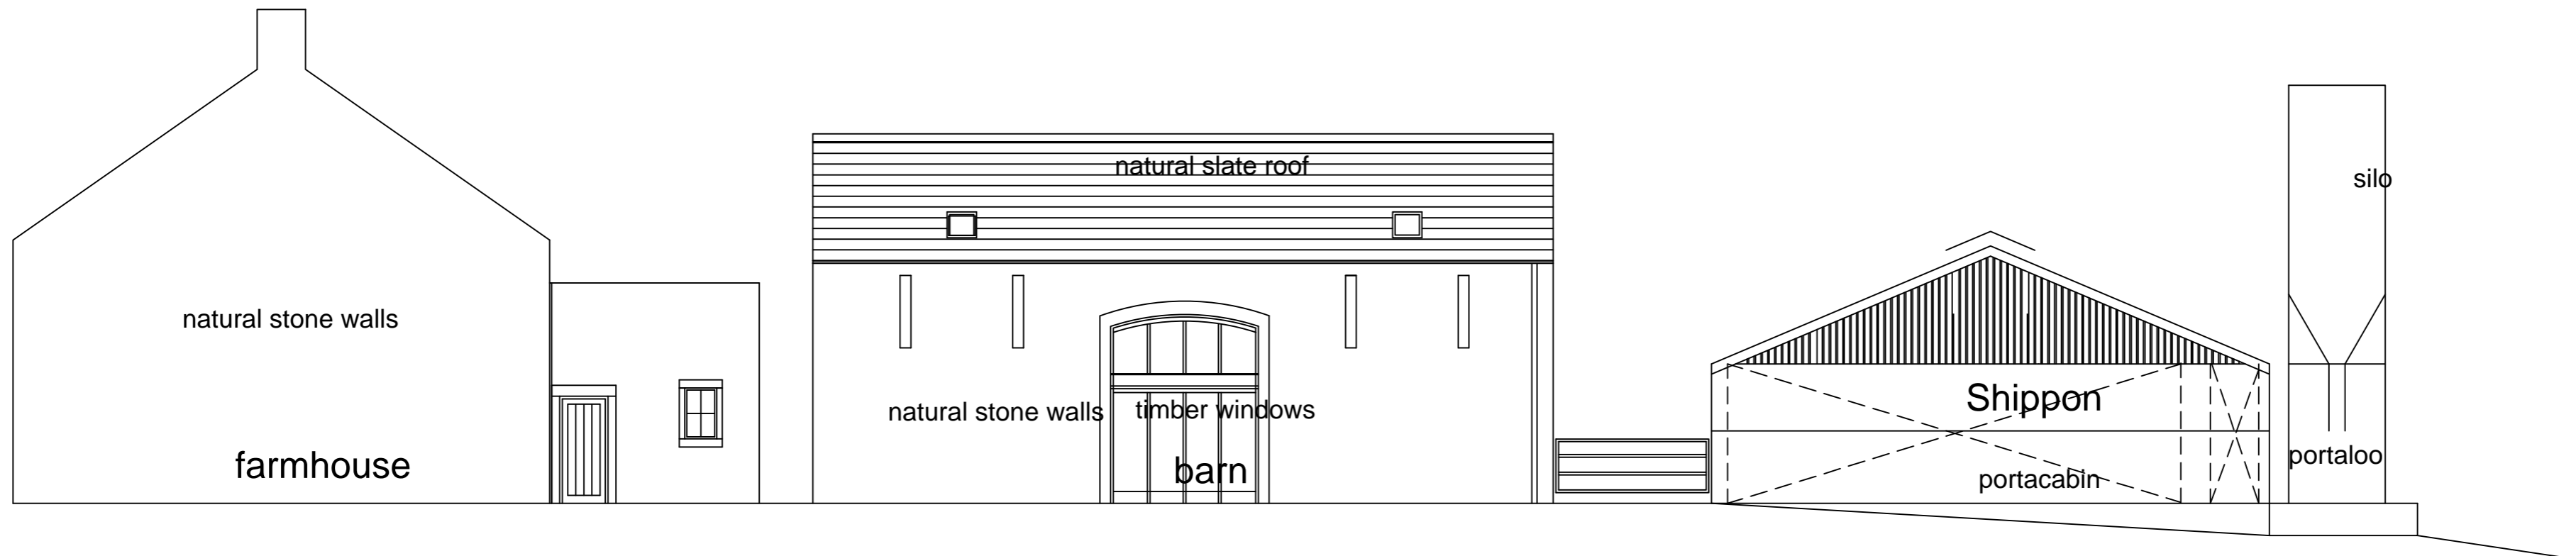 natural stone walls
farmhouse
natural slate roof
natural stone walls
timber windows
barn
Shippon
portacabin
silo
portaloo